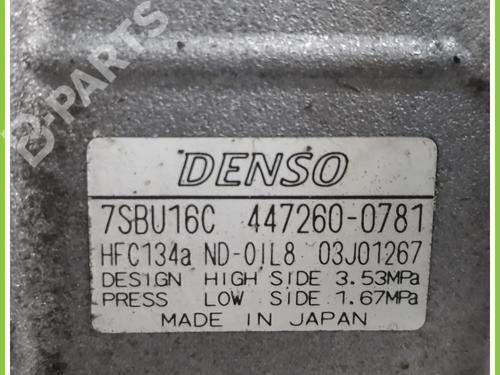 B-PARTS
DENSO
7SBU16C 447260-0781
HFC134a ND-OIL8 03J01267
DESIGN HIGH SIDE 3.53MPa
PRESS LOW SIDE 1.67MPa
MADE IN JAPAN